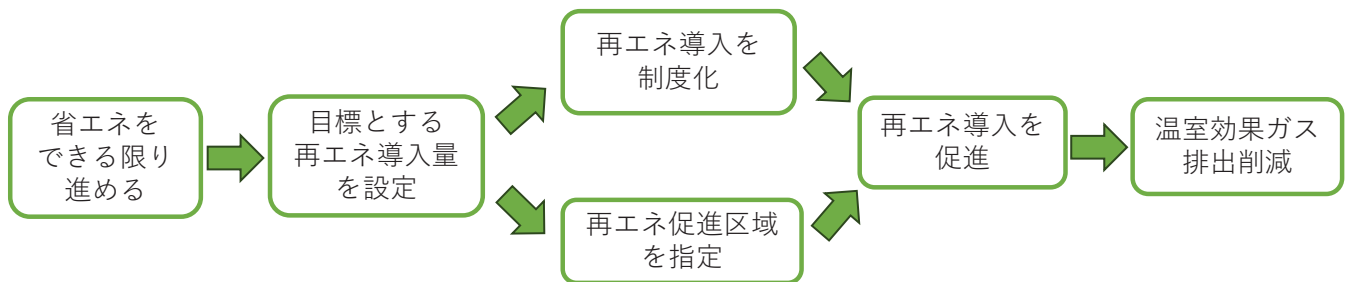 省エネを
できる限り
進める
目標とする
再エネ導入量
を設定
再エネ導入を
制度化
再エネ促進区域
を指定
再エネ導入を
促進
温室効果ガス
排出削減